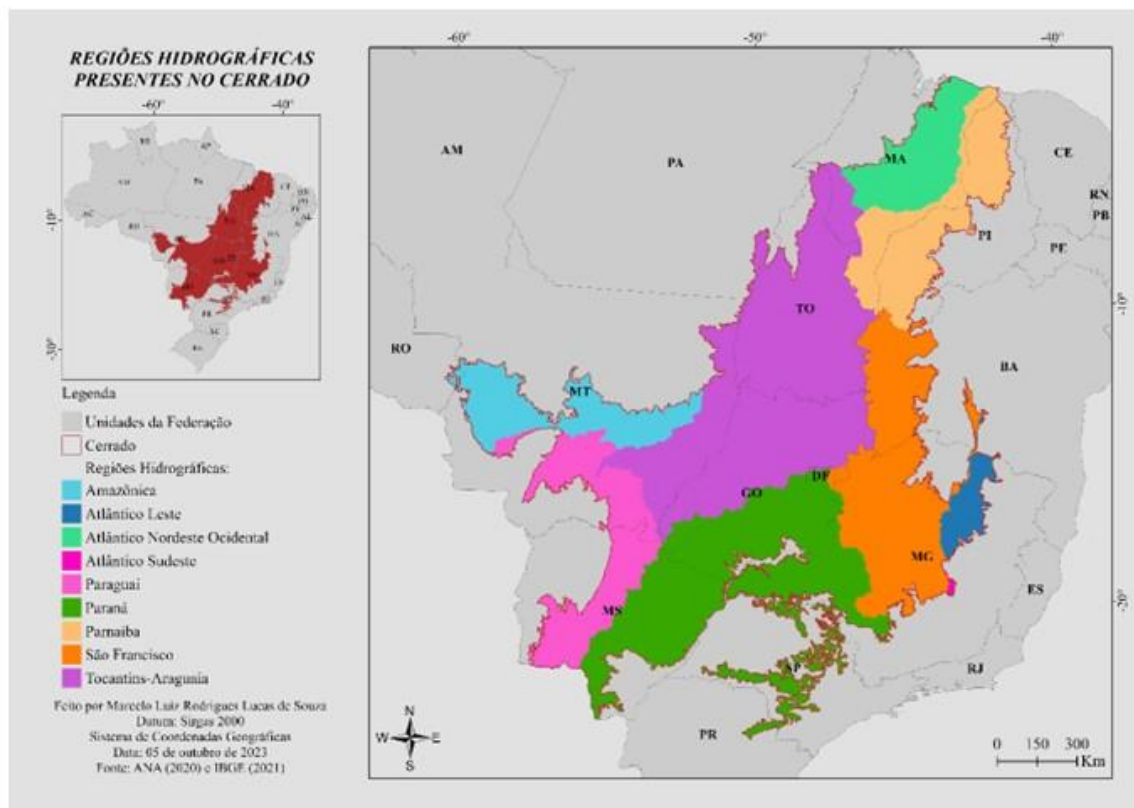 REGIÕES HIDROGRÁFICAS
PRESENTES NO CERRADO
-60°
-40°
-10°
-30°
Legenda
Unidades da Federação
Cerrado
Regiões Hidrográficas:
Amazônica
Atlântico Leste
Atlântico Nordeste Ocidental
Atlântico Sudeste
Paraguai
Paraná
Parnaíba
São Francisco
Tocantins-Araguaia
Feito por Marcelo Luiz Rodrigues Lucas de Souza
Datum: Sirgas 2000
Sistema de Coordenadas Geográficas
Data: 05 de outubro de 2023
Fonte: ANA (2020) e IBGE (2021)
-60°
-50°
-40°
AM
PA
MA
CE
RN
PB
PI
PE
-10°
TO
RO
MT
BA
GO
DF
MG
ES
MS
-20°
RJ
PR
N
W
E
S
0 150 300
Km